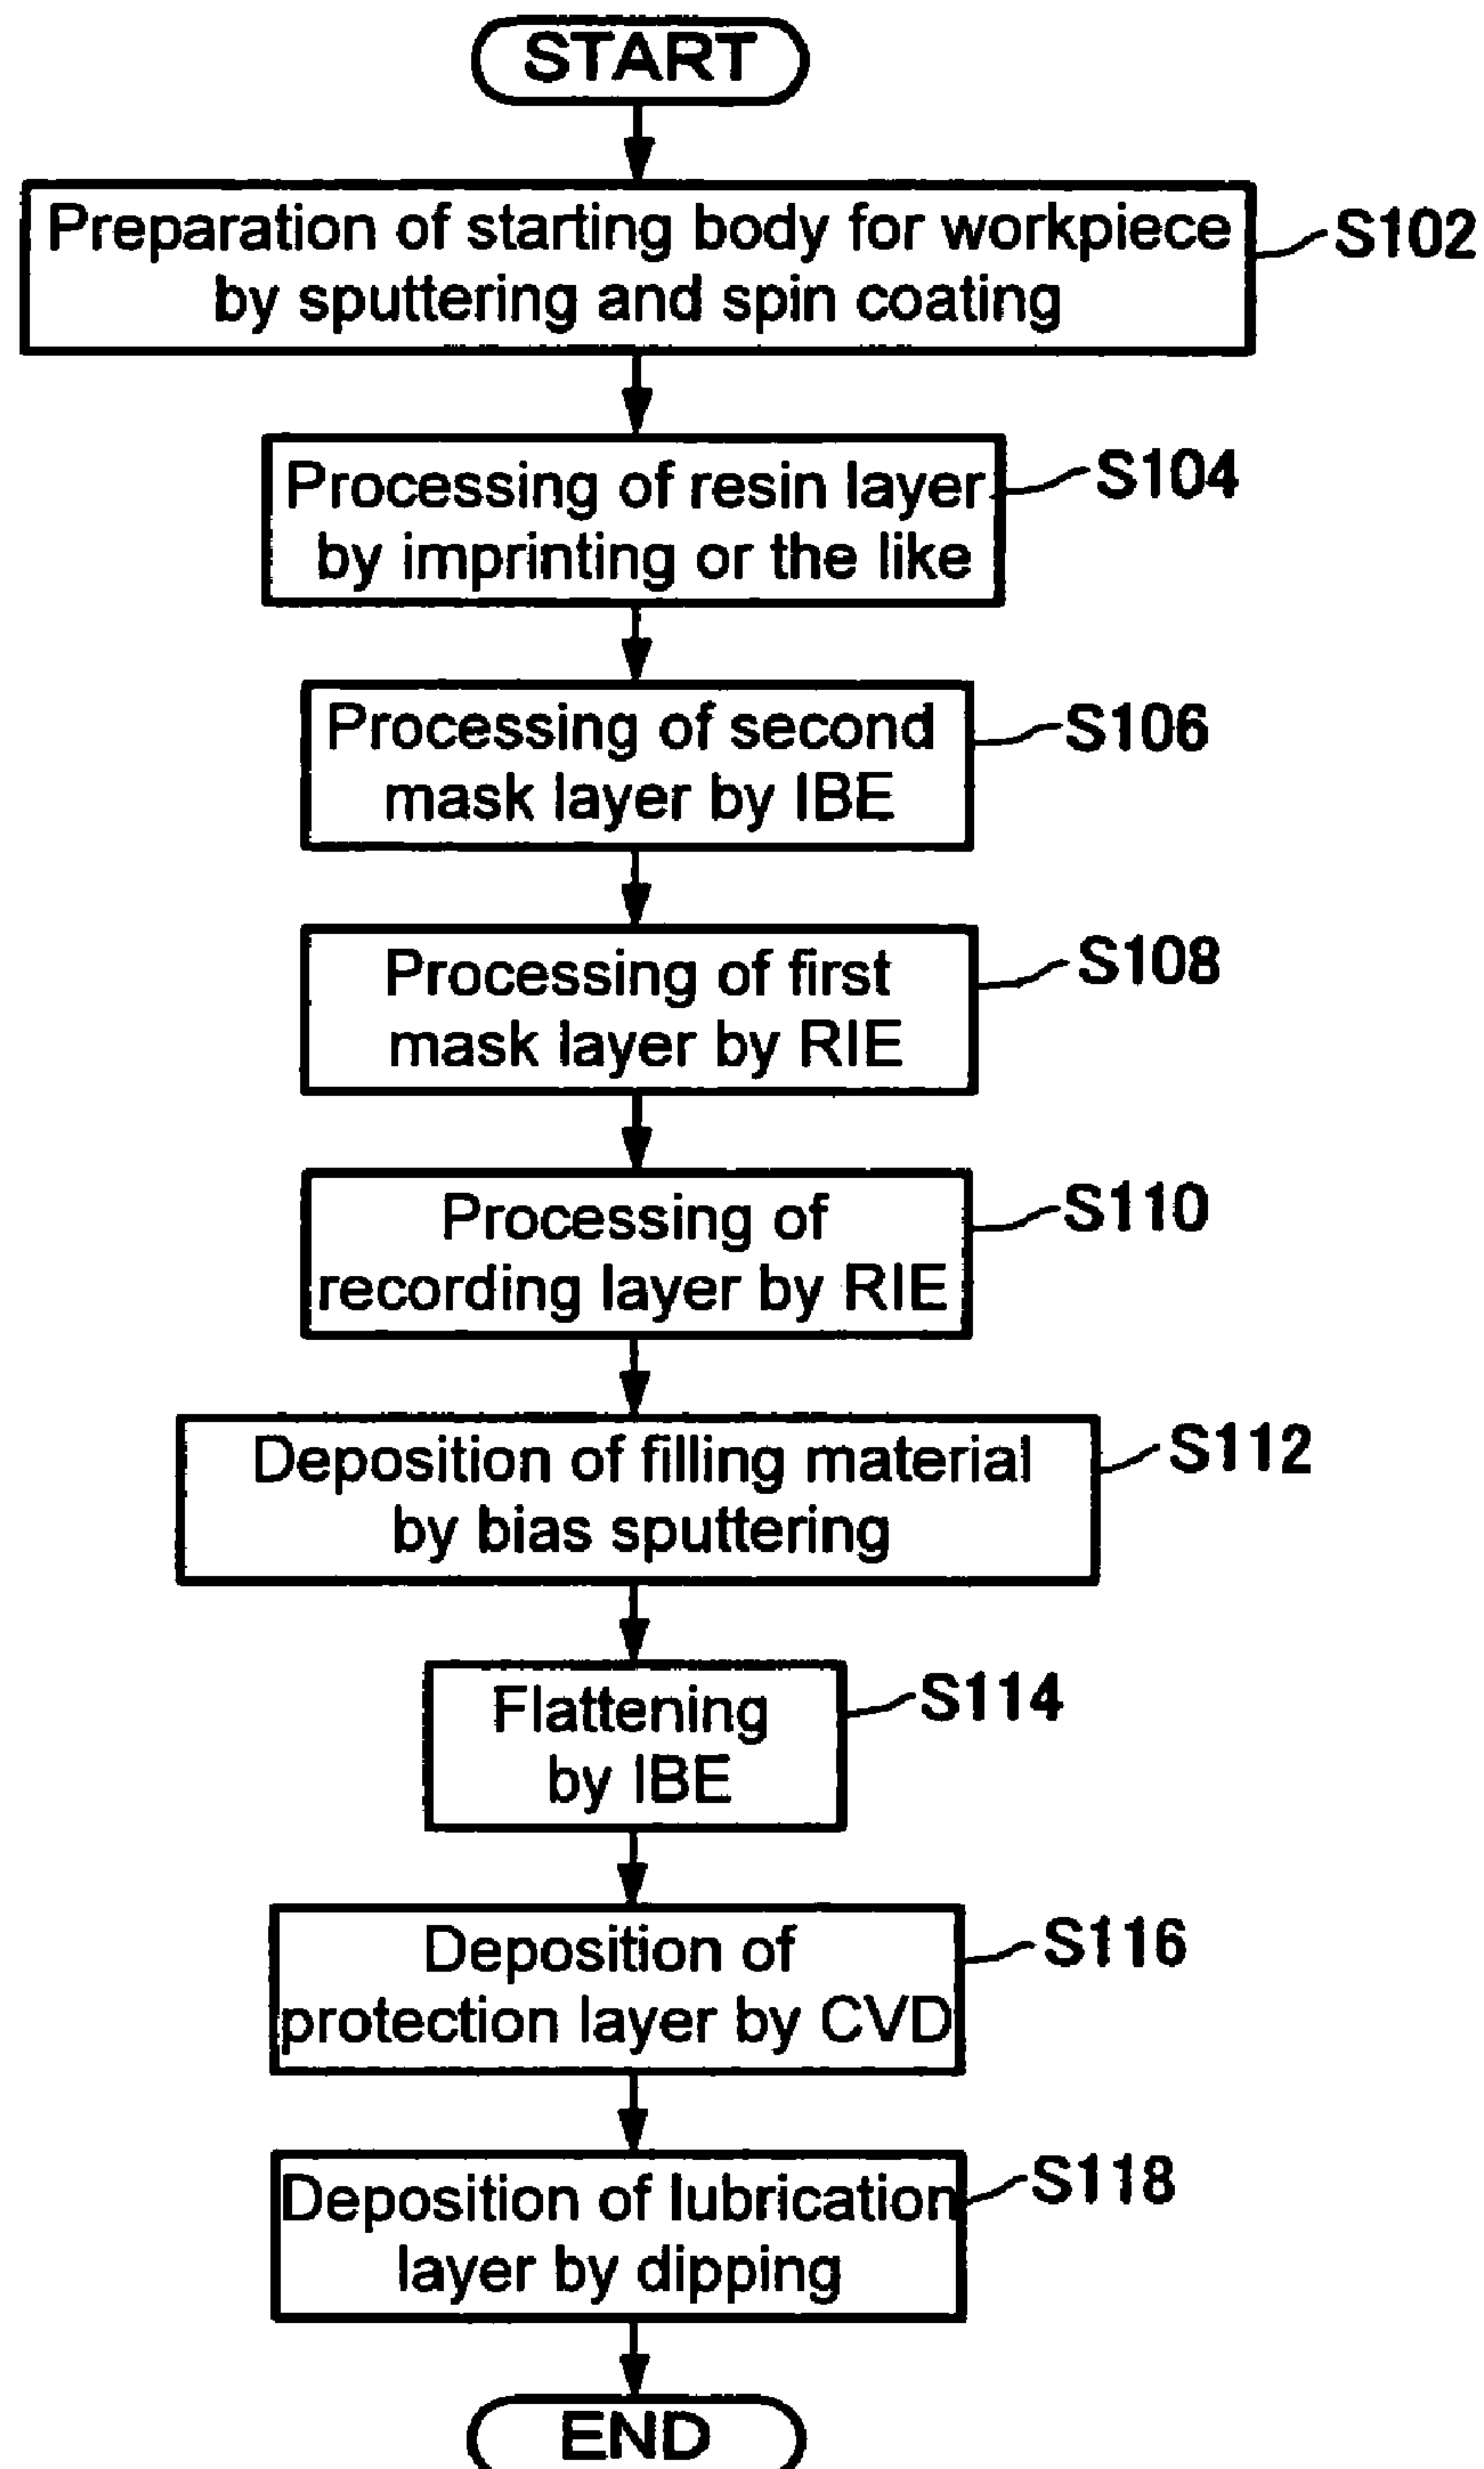 START
Preparation of starting body for workpiece
by sputtering and spin coating
S102
Processing of resin layer
by imprinting or the like
S104
Processing of second
mask layer by IBE
S106
Processing of first
mask layer by RIE
S108
Processing of
recording layer by RIE
S110
Deposition of filling material
by bias sputtering
S112
Flattening
by IBE
S114
Deposition of
protection layer by CVD
S116
Deposition of lubrication
layer by dipping
S118
END